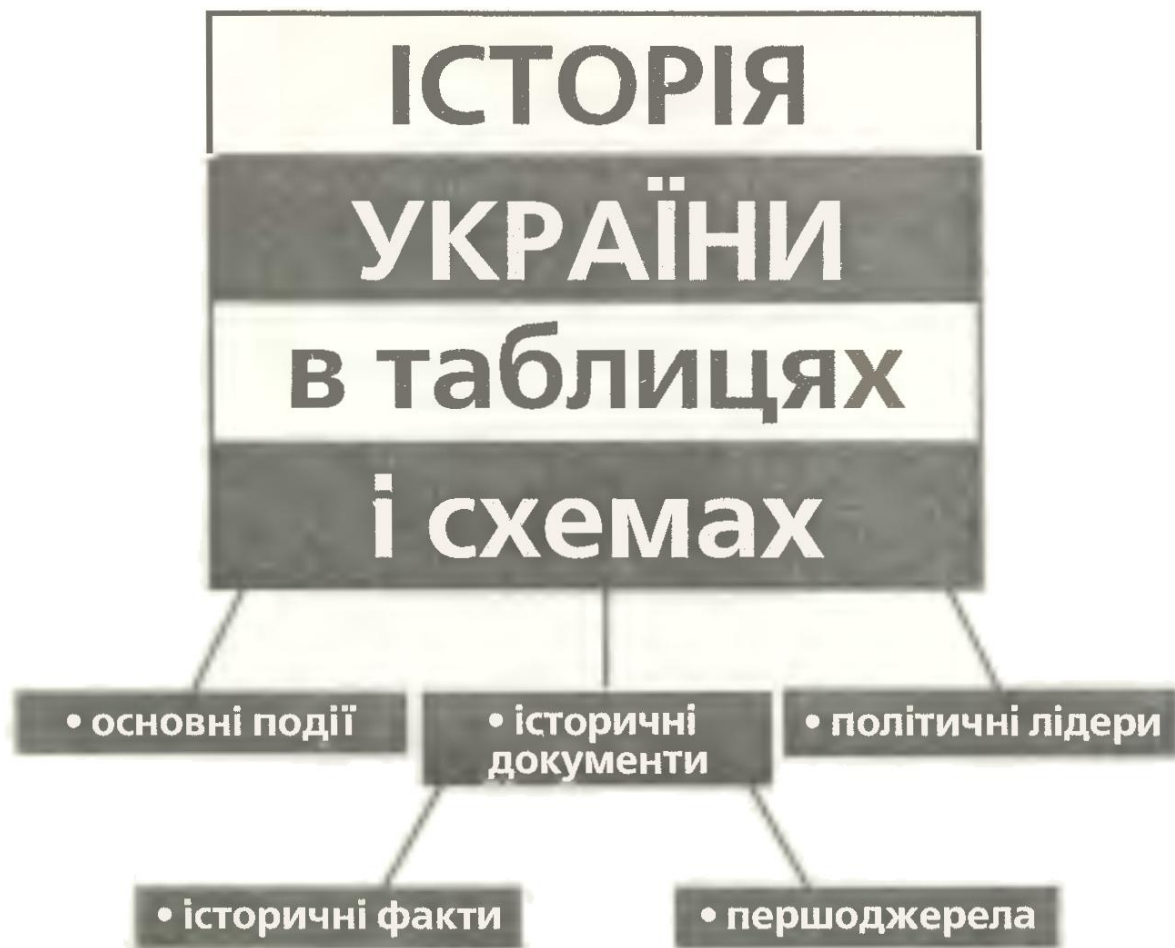 ІСТОРІЯ
УКРАЇНИ
в таблицях
і схемах
• основні події
• історичні
документи
• політичні лідери
• історичні факти
• першоджерела